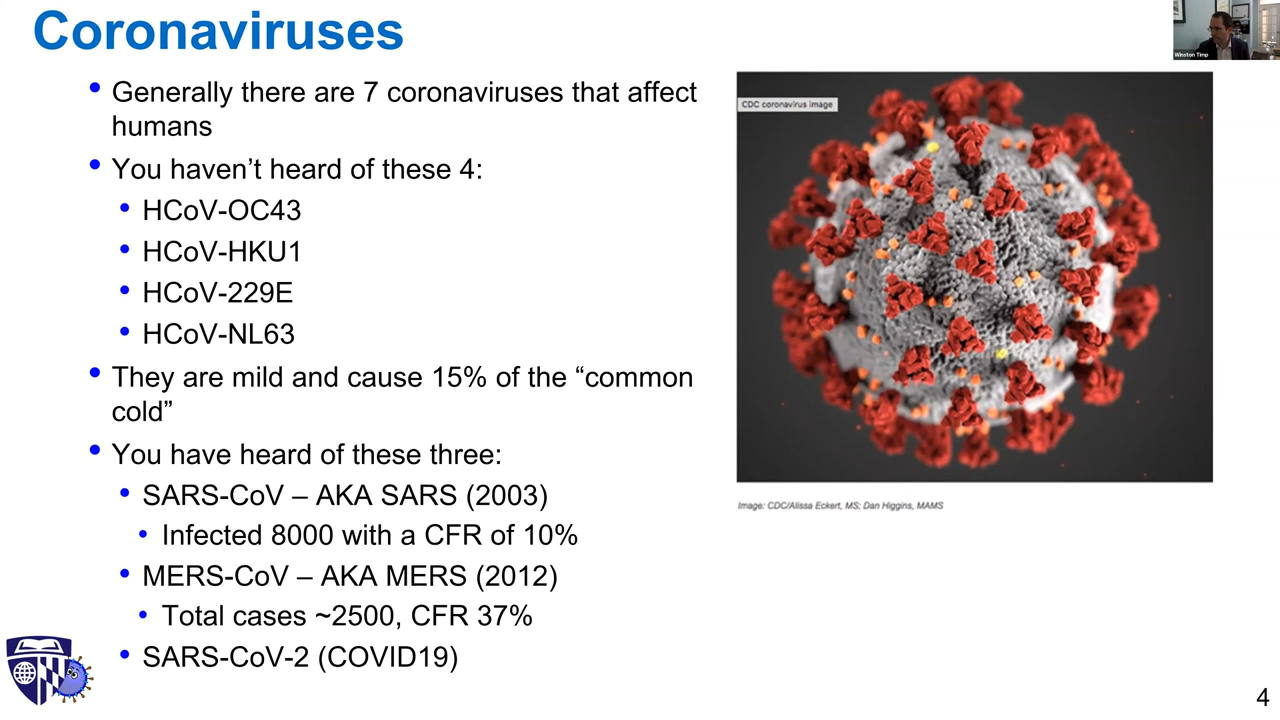 Coronaviruses
Winston Timp
• Generally there are 7 coronaviruses that affect
humans
• You haven’t heard of these 4:
• HCoV-OC43
• HCoV-HKU1
• HCoV-229E
• HCoV-NL63
• They are mild and cause 15% of the “common
cold”
• You have heard of these three:
• SARS-CoV – AKA SARS (2003)
• Infected 8000 with a CFR of 10%
• MERS-CoV – AKA MERS (2012)
• Total cases ~2500, CFR 37%
• SARS-CoV-2 (COVID19)
CDC coronavirus image
Image: CDC/Alissa Eckert, MS; Dan Higgins, MAMS
4